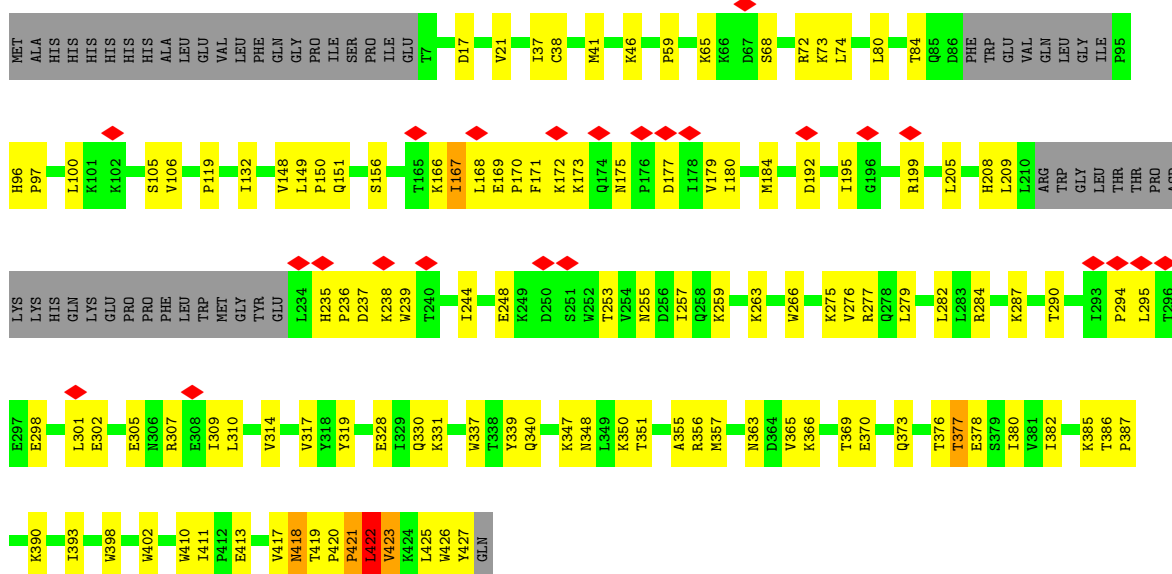 MET ALA HIS HIS HIS HIS HIS HIS ALA LEU GLU VAL LEU PHE GLN GLY PRO ILE SER PRO ILE GLU T7 D17 V21 I37 C38 M41 K46 P59 K65 K66 D67 S68 R72 K73 L74 L80 T84 Q85 D86 PHE TRP GLU VAL GLN LEU GLY ILE P95
H96 P97 L100 K101 K102 S105 V106 P119 I132 V148 L149 P150 Q151 S156 T165 K166 I167 L168 E169 P170 F171 K172 K173 Q174 N175 P176 D177 I178 V179 I180 M184 D192 I195 G196 R199 L205 H208 L209 L210 ARG TRP GLY LEU THR THR PRO ASP
LYS LYS HIS GLN LYS GLU PRO PRO PHE LEU TRP MET GLY TYR GLU L234 H235 P236 D237 K238 W239 T240 I244 E248 K249 D250 S251 W252 T253 V254 N255 D256 I257 Q258 K259 K263 W266 K275 V276 R277 Q278 L279 L282 L283 R284 K287 T290 I293 P294 L295 T296
E297 E298 L301 E302 E305 N306 R307 E308 I309 L310 V314 V317 Y318 Y319 E328 I329 Q330 K331 W337 T338 Y339 Q340 K347 N348 L349 K350 T351 A355 R356 M357 N363 D364 V365 K366 T369 E370 Q373 T376 T377 E378 S379 I380 V381 I382 K385 T386 P387
K390 I393 W398 W402 W410 I411 P412 E413 V417 N418 T419 P420 P421 L422 V423 K424 L425 W426 Y427 GLN